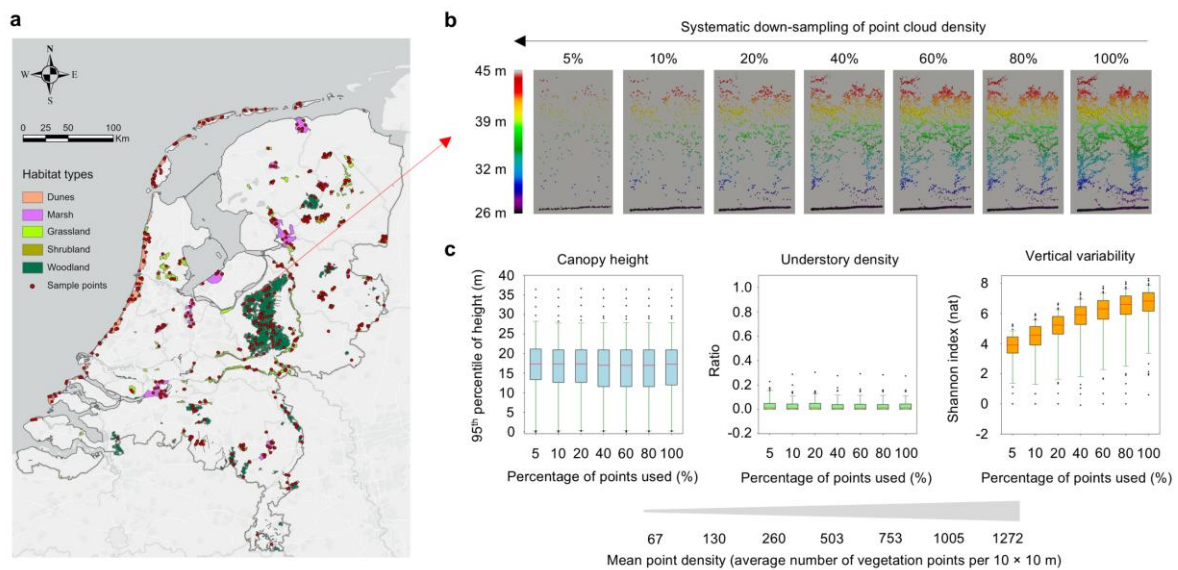 a
N
W E
S
0 25 50 100
Km
Habitat types
Dunes
Marsh
Grassland
Shrubland
Woodland
Sample points
b
Systematic down-sampling of point cloud density
5% 10% 20% 40% 60% 80% 100%
45 m
39 m
32 m
26 m
c
Canopy height
95th percentile of height (m)
40
35
30
25
20
15
10
5
0
5 10 20 40 60 80 100
Percentage of points used (%)
Understory density
Ratio
1.0
0.8
0.6
0.4
0.2
0.0
-0.2
5 10 20 40 60 80 100
Percentage of points used (%)
Vertical variability
Shannon index (nat)
8
6
4
2
0
-2
5 10 20 40 60 80 100
Percentage of points used (%)
67 130 260 503 753 1005 1272
Mean point density (average number of vegetation points per 10 × 10 m)